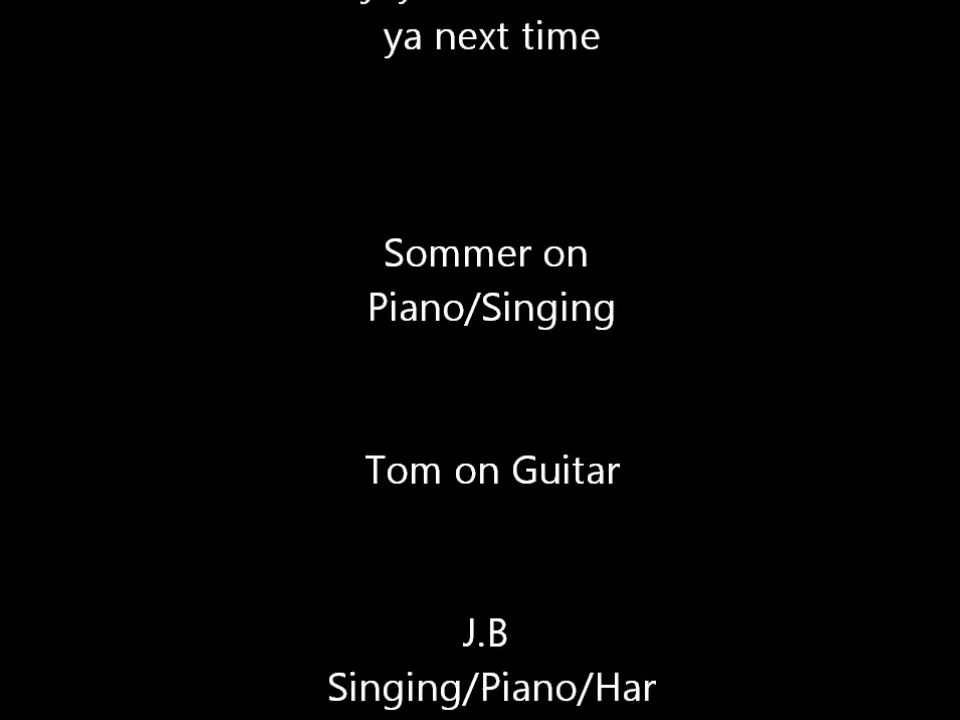 ya next time
Sommer on
Piano/Singing
Tom on Guitar
J.B
Singing/Piano/Har